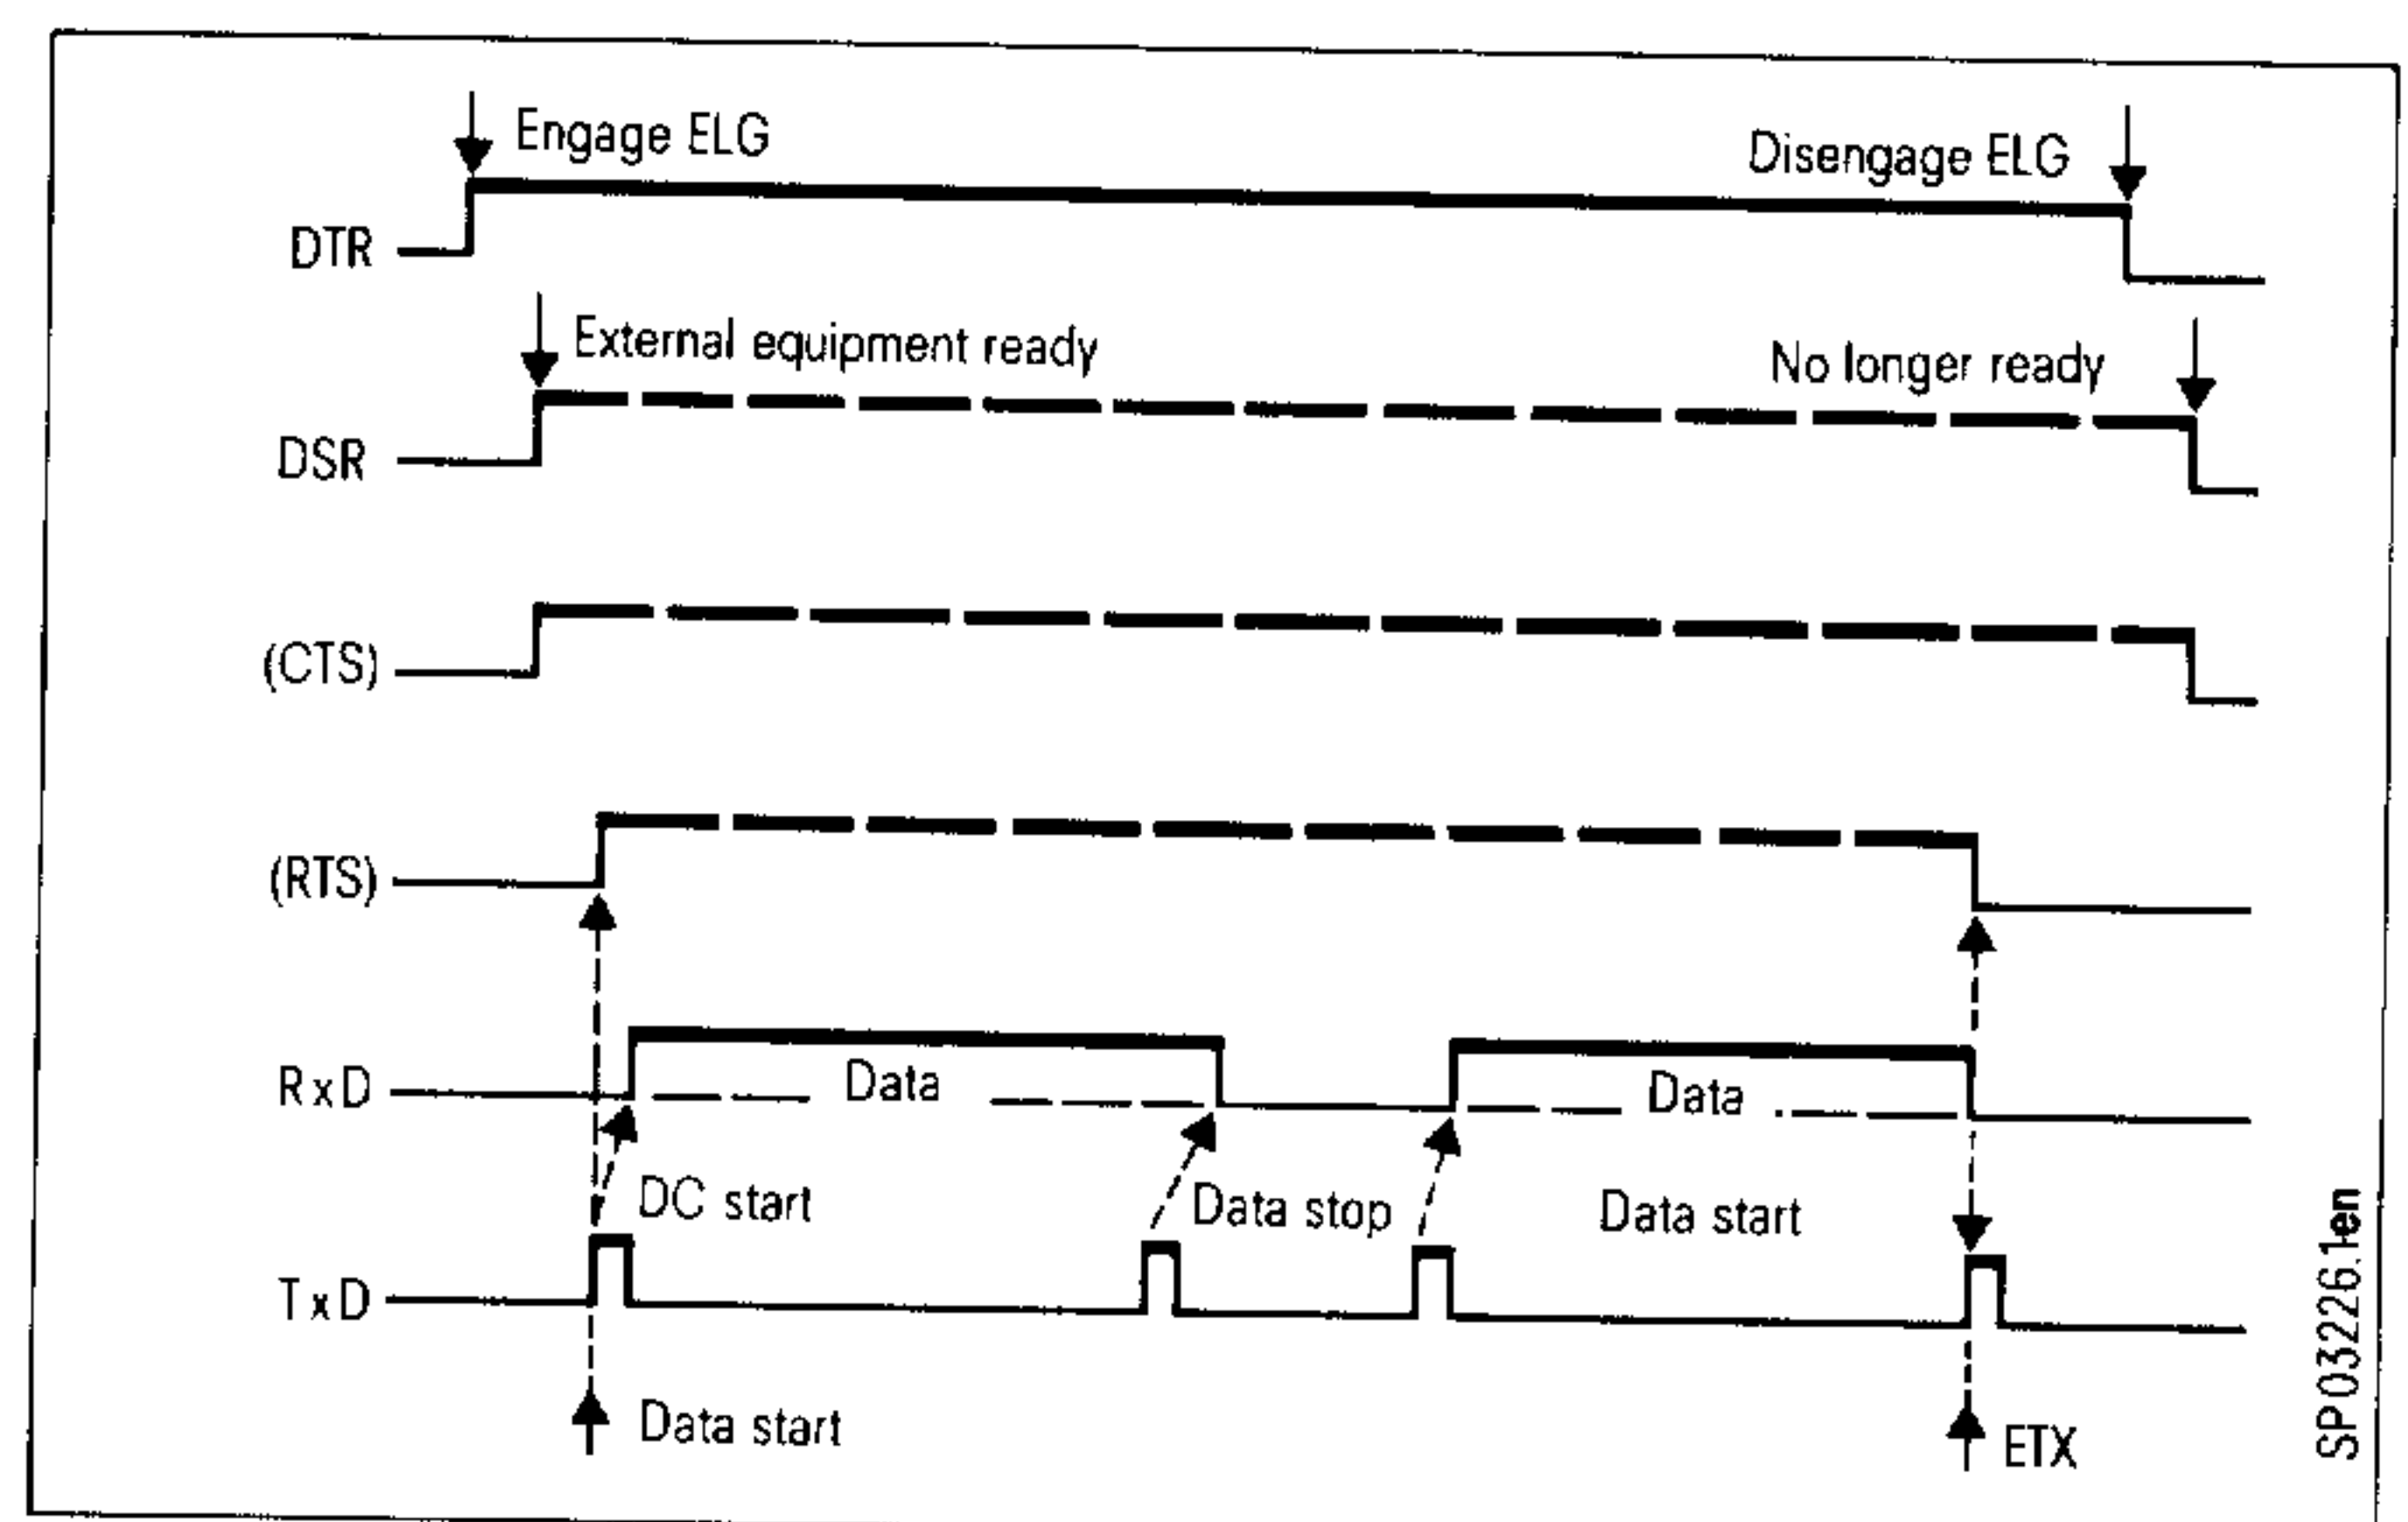 Engage ELG
Disengage ELG
DTR
External equipment ready
No longer ready
DSR
(CTS)
(RTS)
RxD
Data
Data
DC start
Data stop
Data start
TxD
Data start
ETX
SP03226.1en